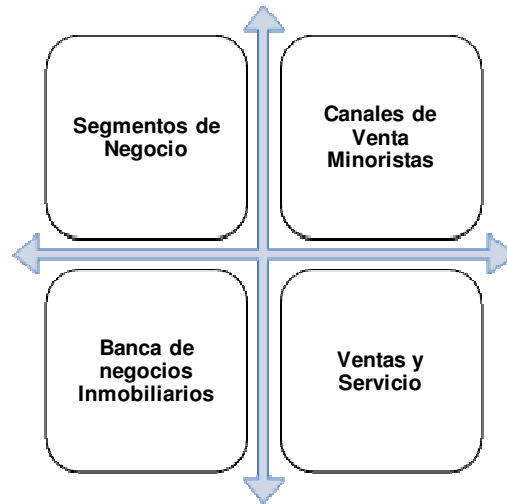 Segmentos de
Negocio
Canales de
Venta
Minoristas
Banca de
negocios
Inmobiliarios
Ventas y
Servicio